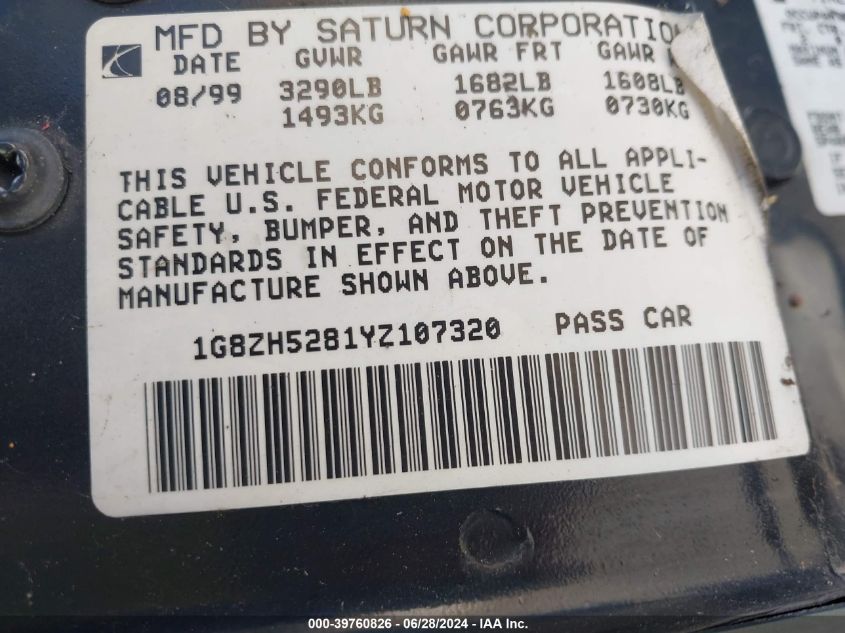 MFD BY SATURN CORPORATION
DATE GVWR GAWR FRT GAWR
08/99 3290LB 1682LB 1608LB
1493KG 0763KG 0730KG
THIS VEHICLE CONFORMS TO ALL APPLI-
CABLE U.S. FEDERAL MOTOR VEHICLE
SAFETY, BUMPER, AND THEFT PREVENTION
STANDARDS IN EFFECT ON THE DATE OF
MANUFACTURE SHOWN ABOVE.
1G8ZH5281YZ107320 PASS CAR
000-39760826 - 06/28/2024 - IAA Inc.